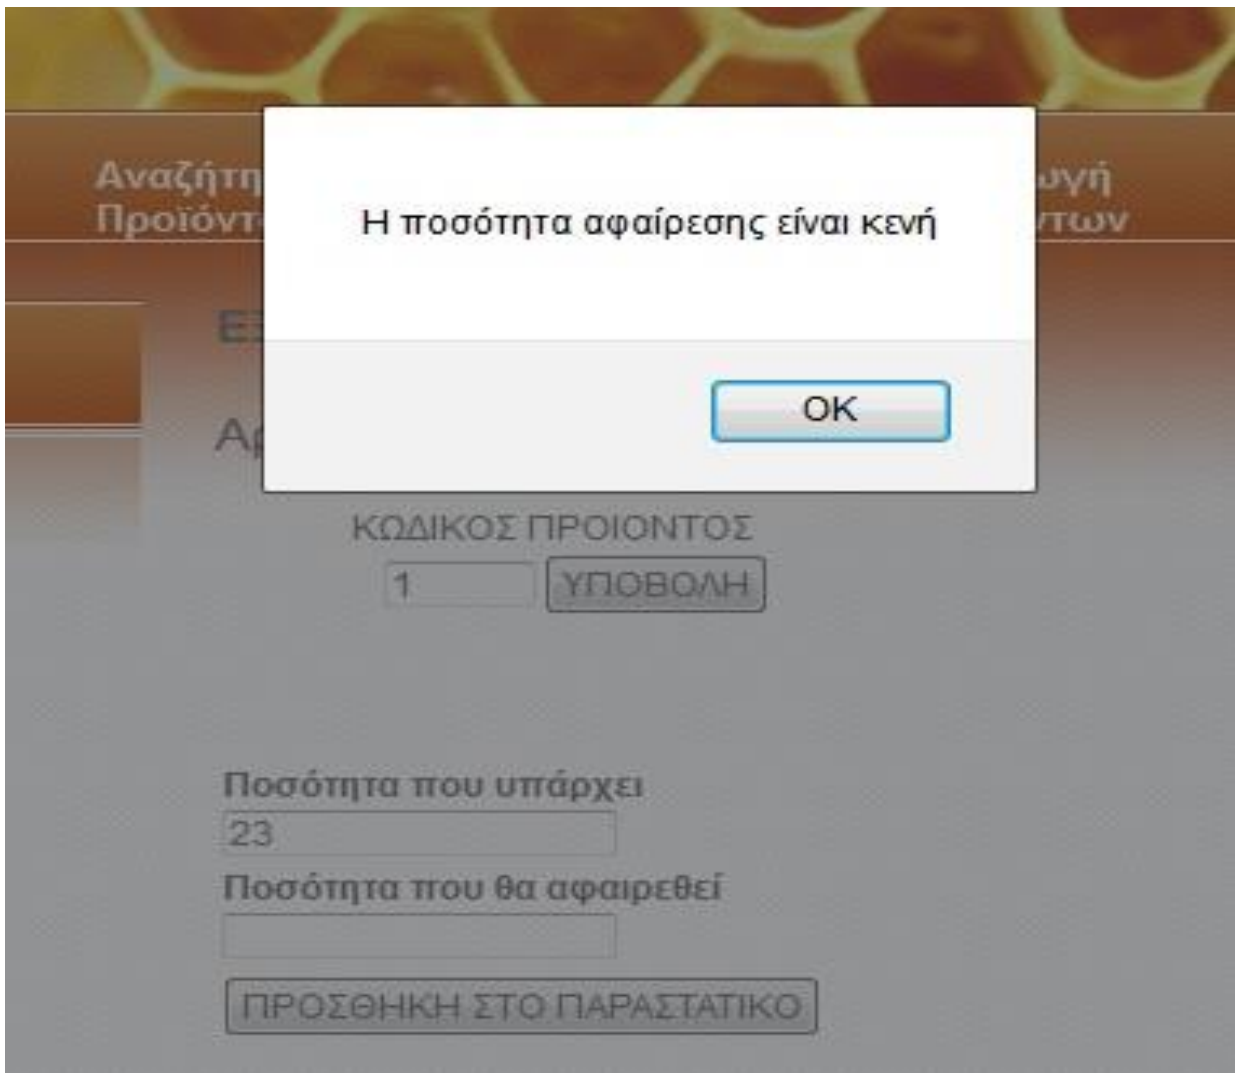 Η ποσότητα αφαίρεσης είναι κενή
OK
ΚΩΔΙΚΟΣ ΠΡΟΙΟΝΤΟΣ
1 ΥΠΟΒΟΛΗ
Ποσότητα που υπάρχει
23
Ποσότητα που θα αφαιρεθεί
ΠΡΟΣΘΗΚΗ ΣΤΟ ΠΑΡΑΣΤΑΤΙΚΟ